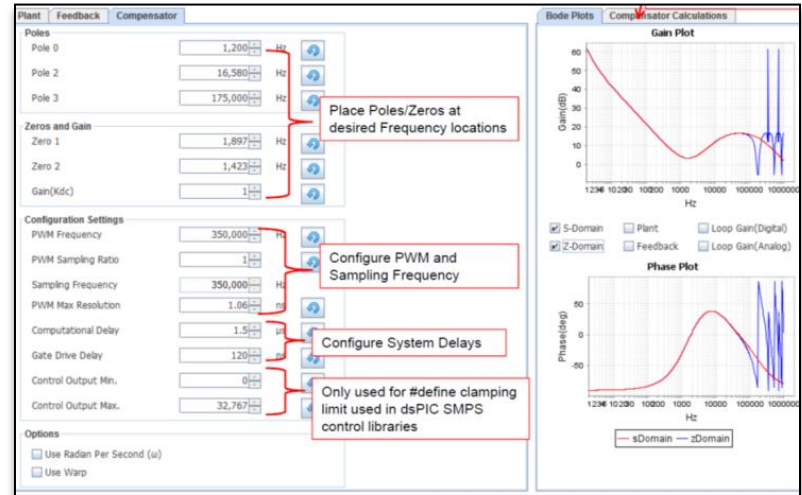 Plant Feedback Compensator
Poles
Pole 0 1,200 Hz
Pole 2 16,580 Hz
Pole 3 175,000 Hz
Place Poles/Zeros at
desired Frequency locations
Zeros and Gain
Zero 1 1,897 Hz
Zero 2 1,423 Hz
Gain(Kdc) 1
Configuration Settings
PWM Frequency 350,000 Hz
PWM Sampling Ratio 1
Configure PWM and
Sampling Frequency
Sampling Frequency 350,000 Hz
PWM Max Resolution 1.06 ns
Computational Delay 1.5 µs
Configure System Delays
Gate Drive Delay 120 ns
Control Output Min. 0
Control Output Max. 32,767
Only used for #define clamping
limit used in dsPIC SMPS
control libraries
Options
Use Radian Per Second (ω)
Use Warp
Bode Plots Compensator Calculations
Gain Plot
Gain(dB)
60
50
40
30
20
10
0
1000 10000 100000
Hz
S-Domain Plant Loop Gain(Digital)
Z-Domain Feedback Loop Gain(Analog)
Phase Plot
Phase(deg)
50
0
-50
1000 10000 100000
Hz
sDomain zDomain